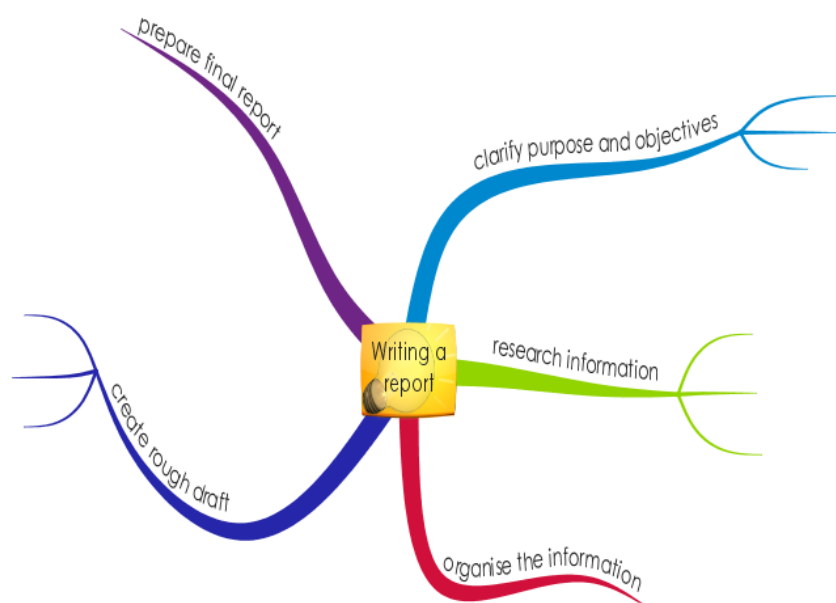 prepare final report
clarify purpose and objectives
Writing a
report
research information
create rough draft
organise the information